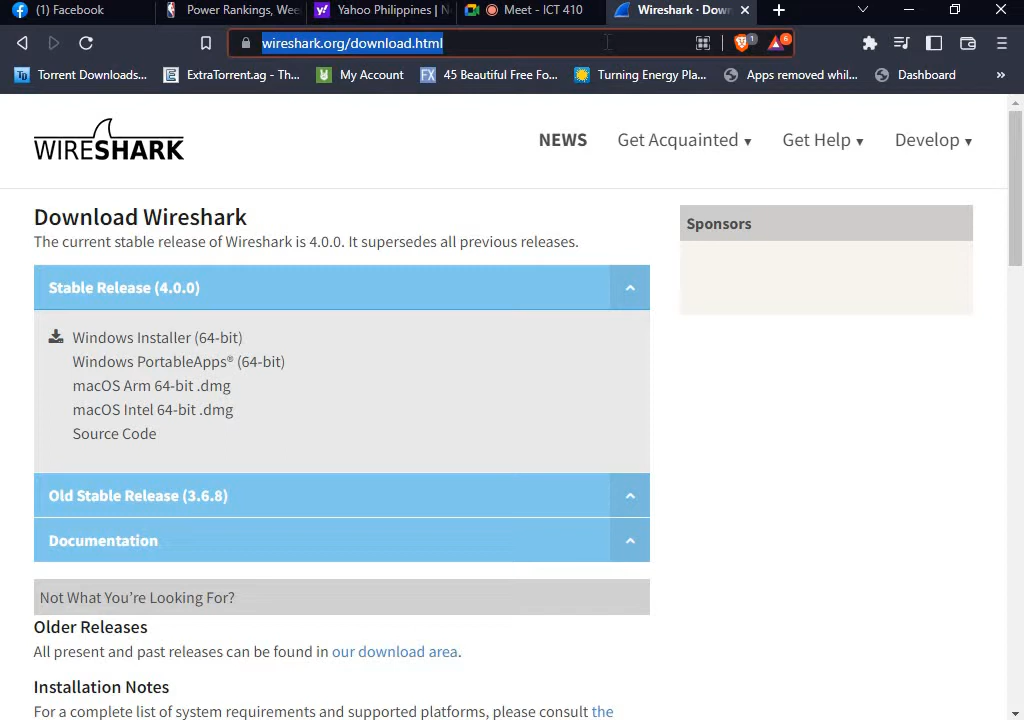 (1) Facebook
Power Rankings, Wee
Yahoo Philippines | N
Meet - ICT 410
Wireshark · Down
wireshark.org/download.html
1
6
Torrent Downloads...
ExtraTorrent.ag - Th...
My Account
FX
45 Beautiful Free Fo...
Turning Energy Pla...
Apps removed whil...
Dashboard
»
WIRESHARK
NEWS
Get Acquainted ▾
Get Help ▾
Develop ▾
Download Wireshark
The current stable release of Wireshark is 4.0.0. It supersedes all previous releases.
Sponsors
Stable Release (4.0.0)
Windows Installer (64-bit)
Windows PortableApps® (64-bit)
macOS Arm 64-bit .dmg
macOS Intel 64-bit .dmg
Source Code
Old Stable Release (3.6.8)
Documentation
Not What You’re Looking For?
Older Releases
All present and past releases can be found in our download area.
Installation Notes
For a complete list of system requirements and supported platforms, please consult the